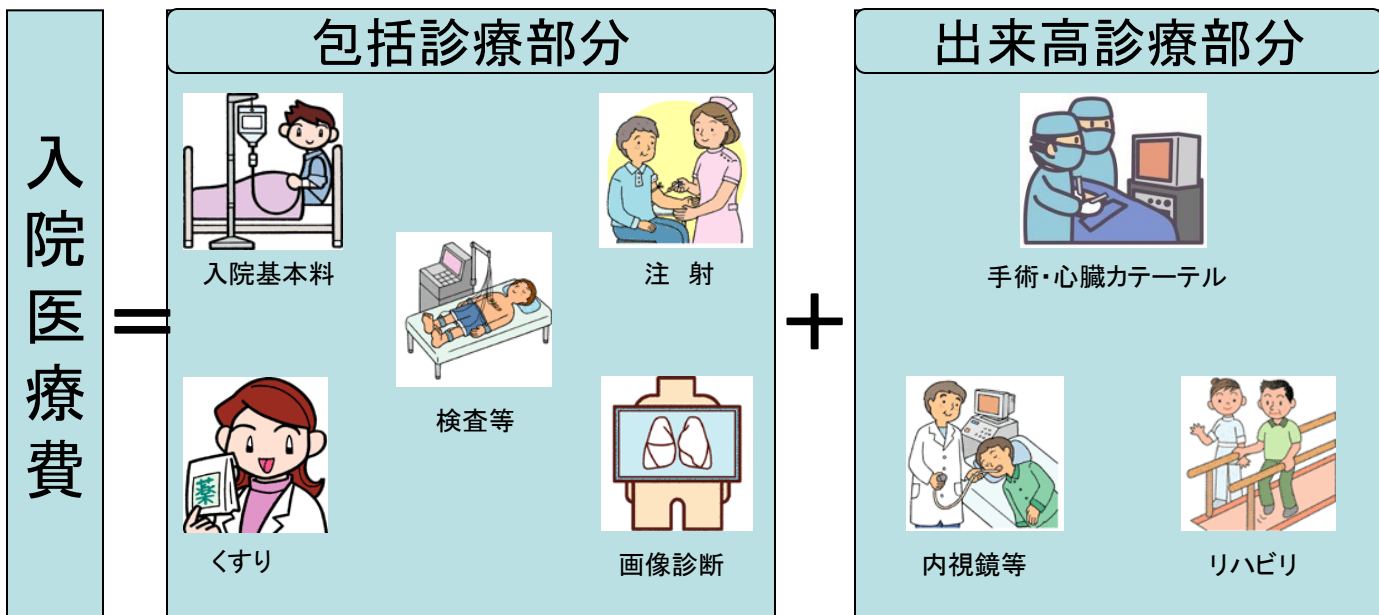 入院医療費
＝
包括診療部分
入院基本料
注 射
検査等
くすり
薬
画像診断
＋
出来高診療部分
手術・心臓カテーテル
内視鏡等
リハビリ